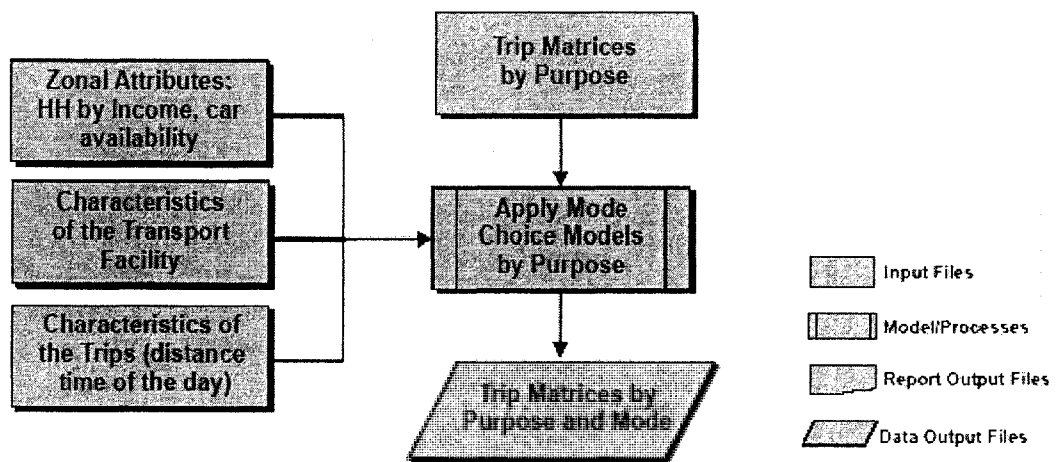 Trip Matrices
by Purpose
Zonal Attributes:
HH by Income, car
availability
Characteristics
of the Transport
Facility
Apply Mode
Choice Models
by Purpose
Characteristics of
the Trips (distance
time of the day)
Trip Matrices by
Purpose and Mode
Input Files
Model/Processes
Report Output Files
Data Output Files